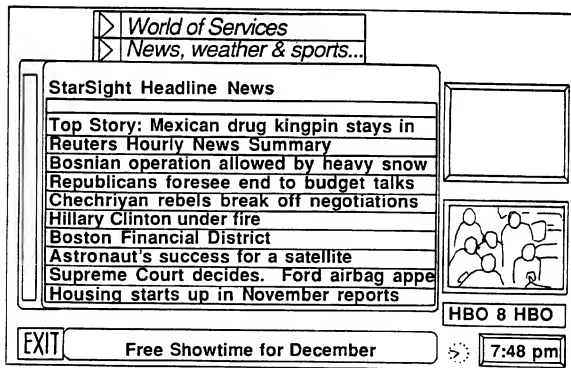 World of Services
News, weather & sports...
StarSight Headline News
Top Story: Mexican drug kingpin stays in
Reuters Hourly News Summary
Bosnian operation allowed by heavy snow
Republicans foresee end to budget talks
Chechriyan rebels break off negotiations
Hillary Clinton under fire
Boston Financial District
Astronaut's success for a satellite
Supreme Court decides. Ford airbag appe
Housing starts up in November reports
HBO 8 HBO
EXIT
Free Showtime for December
7:48 pm